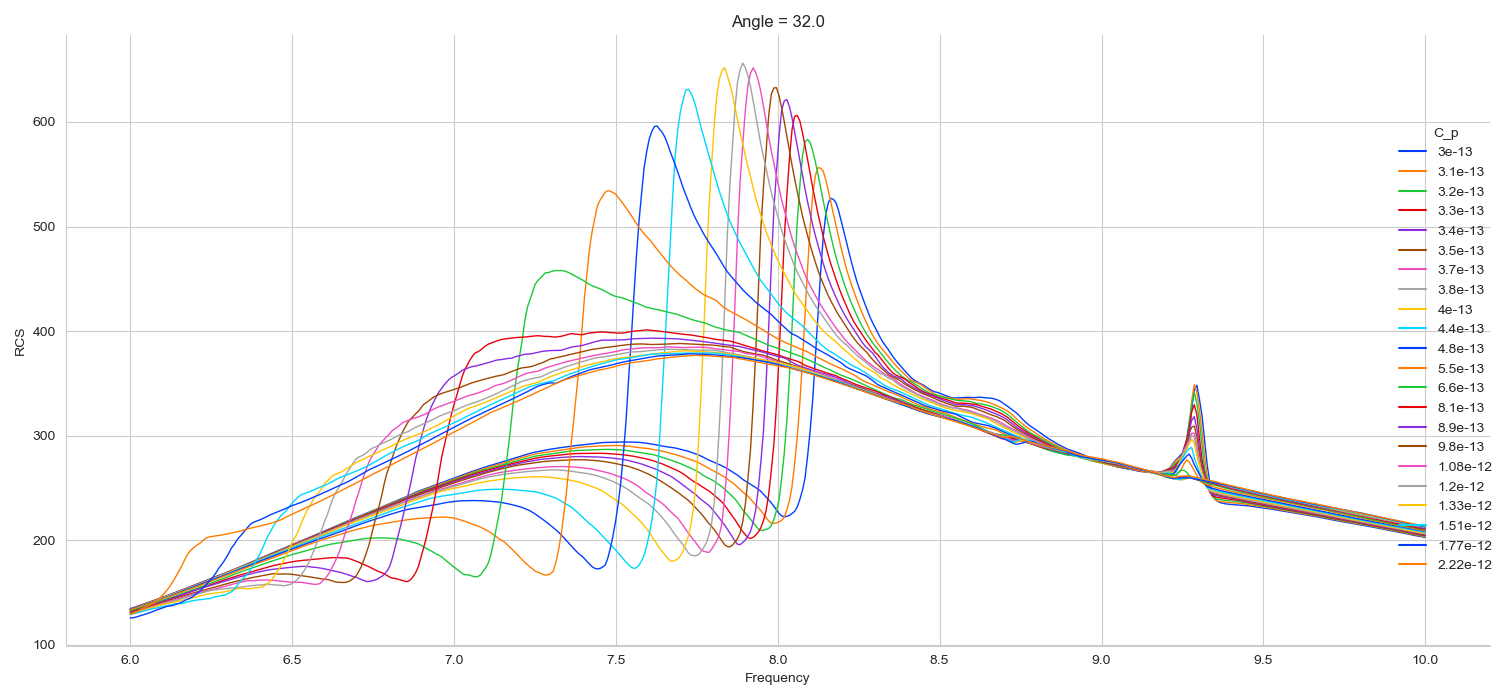 Angle = 32.0
RCS
600
500
400
300
200
100
6.0 6.5 7.0 7.5 8.0 8.5 9.0 9.5 10.0
Frequency
C_p
3e-13
3.1e-13
3.2e-13
3.3e-13
3.4e-13
3.5e-13
3.7e-13
3.8e-13
4e-13
4.4e-13
4.8e-13
5.5e-13
6.6e-13
8.1e-13
8.9e-13
9.8e-13
1.08e-12
1.2e-12
1.33e-12
1.51e-12
1.77e-12
2.22e-12